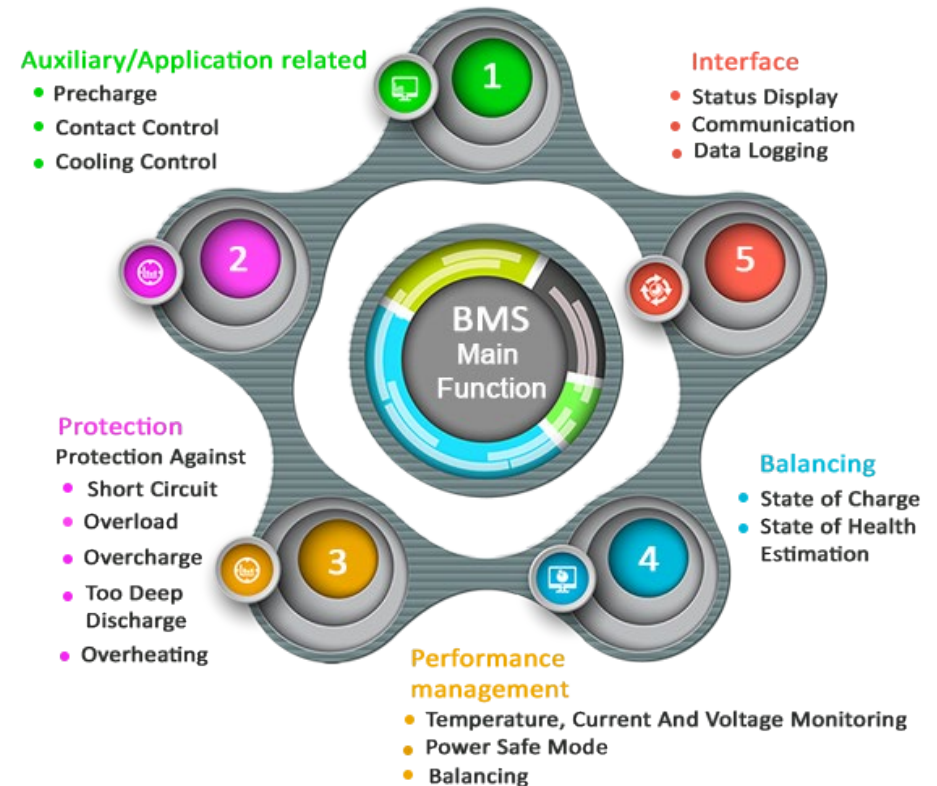 Auxiliary/Application related
Precharge
Contact Control
Cooling Control
1
Interface
Status Display
Communication
Data Logging
2
5
BMS
Main
Function
Protection
Protection Against
Short Circuit
Overload
Overcharge
Too Deep
Discharge
Overheating
3
4
Balancing
State of Charge
State of Health
Estimation
Performance
management
Temperature, Current And Voltage Monitoring
Power Safe Mode
Balancing